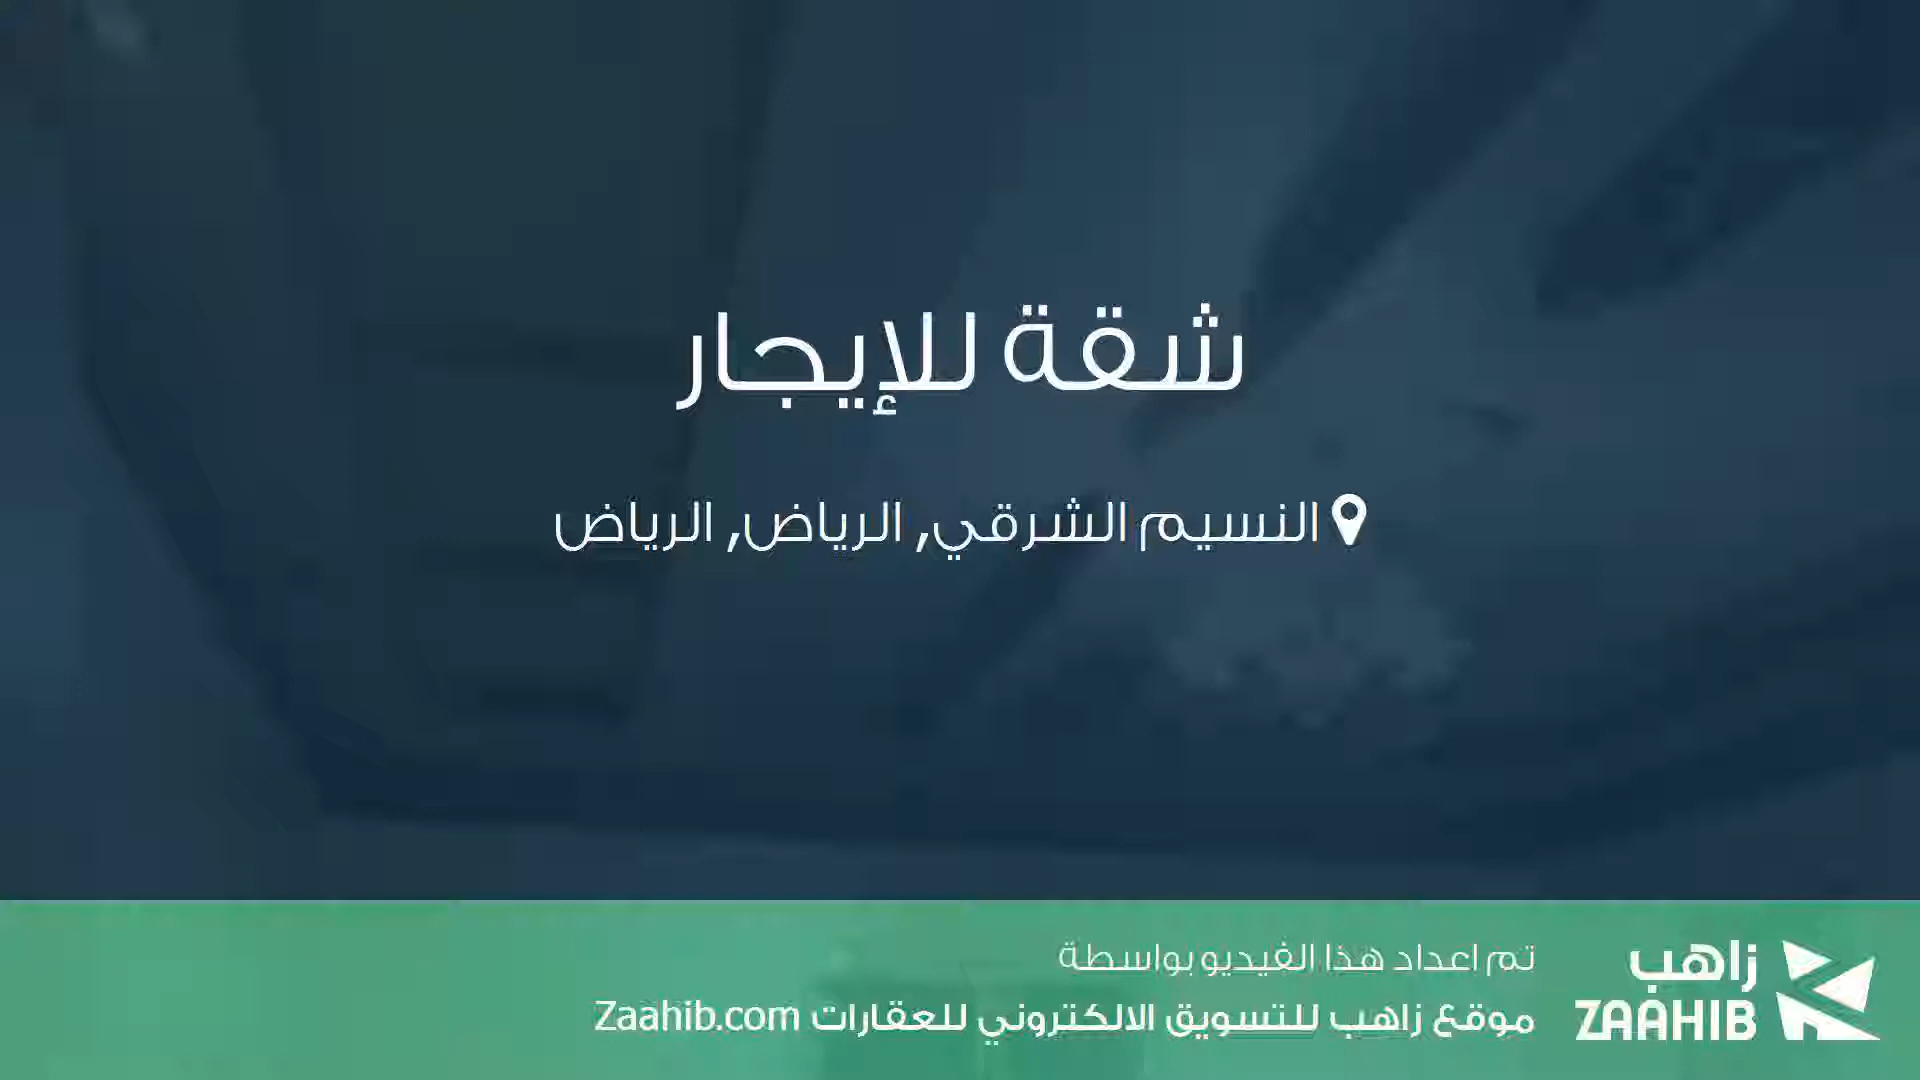 شقة للإيجار
النسيم الشرقي, الرياض, الرياض
تم اعداد هذا الفيديو بواسطة
موقع زاهب للتسويق الالكتروني للعقارات Zaahib.com
زاهب
ZAAHIB